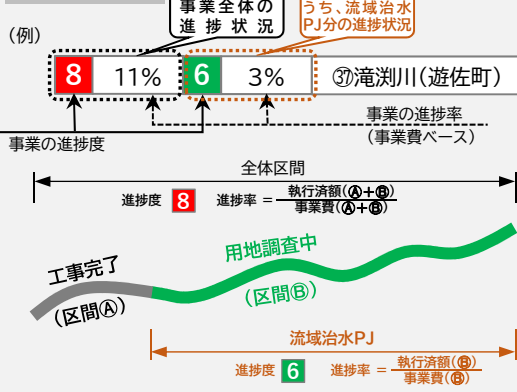 事業全体の
進捗状況
うち、流域治水
PJ分の進捗状況
(例)
8 11% 6 3% ㊲滝渕川(遊佐町)
事業の進捗率
(事業費ベース)
事業の進捗度
全体区間
進捗度 8 進捗率 = 執行済額(Ⓐ+Ⓑ)
事業費(Ⓐ+Ⓑ)
工事完了
(区間Ⓐ)
用地調査中
(区間Ⓑ)
流域治水PJ
進捗度 6 進捗率 = 執行済額(Ⓑ)
事業費(Ⓑ)